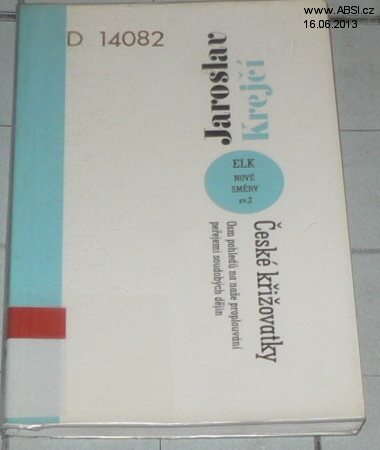 www.ABSI.cz
16.06.2013
D 14082
Jaroslav
Krejčí
ELK
NOVÉ
SMĚRY
sv.2
České křižovatky
Osm pohledů na naše proplouvání
peřejemi soudobých dějin